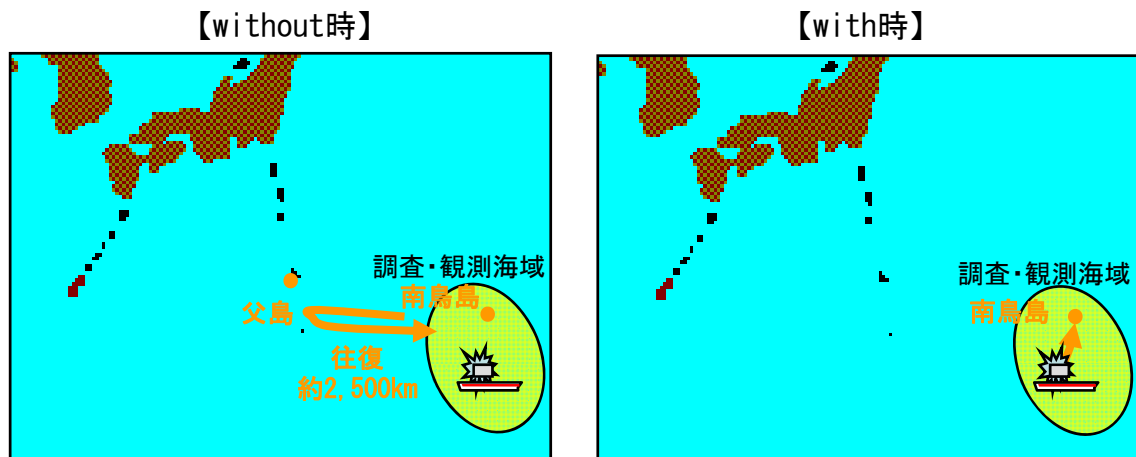 【without時】
【with時】
調査・観測海域
南鳥島
父島
往復
約2,500km
調査・観測海域
南鳥島